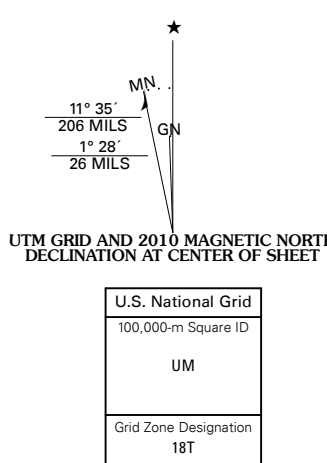 ★
MN
GN
11° 35´
206 MILS
1° 28´
26 MILS
UTM GRID AND 2010 MAGNETIC NORTH
DECLINATION AT CENTER OF SHEET
U.S. National Grid
100,000-m Square ID
UM
Grid Zone Designation
18T